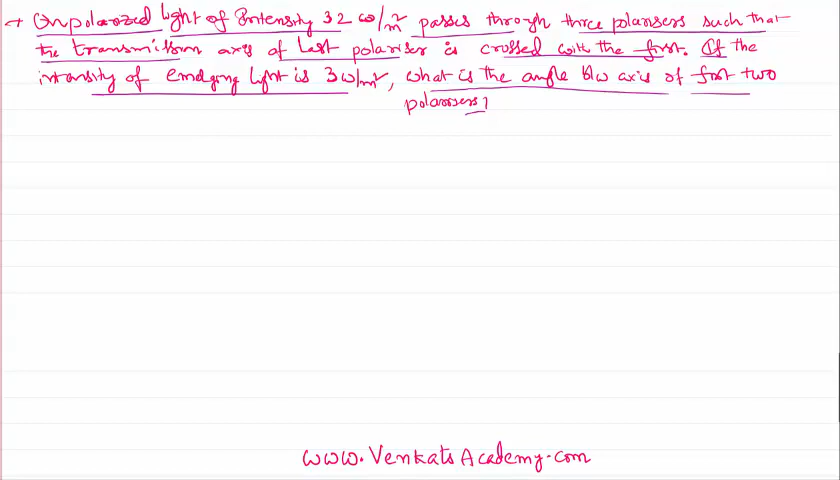 → Unpolarized light of Intensity 32 w/m² passes through three polarisers such that
the transmission axis of last polariser is crossed with the first. If the
intensity of emerging light is 3 w/m², what is the angle b/w axis of first two
polarisers?
www.VenkatsAcademy.com